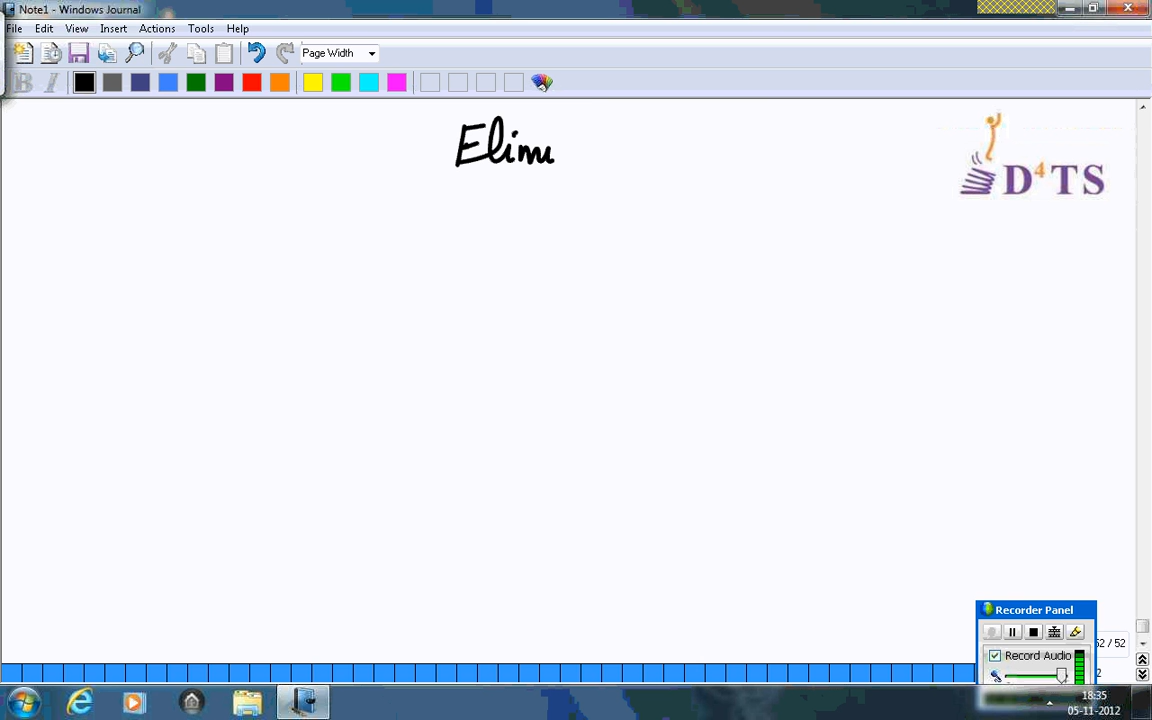 Note1 - Windows Journal
File Edit View Insert Actions Tools Help
Page Width
B I
Elim
D4TS
Recorder Panel
52 / 52
Record Audio
2
18:35
05-11-2012